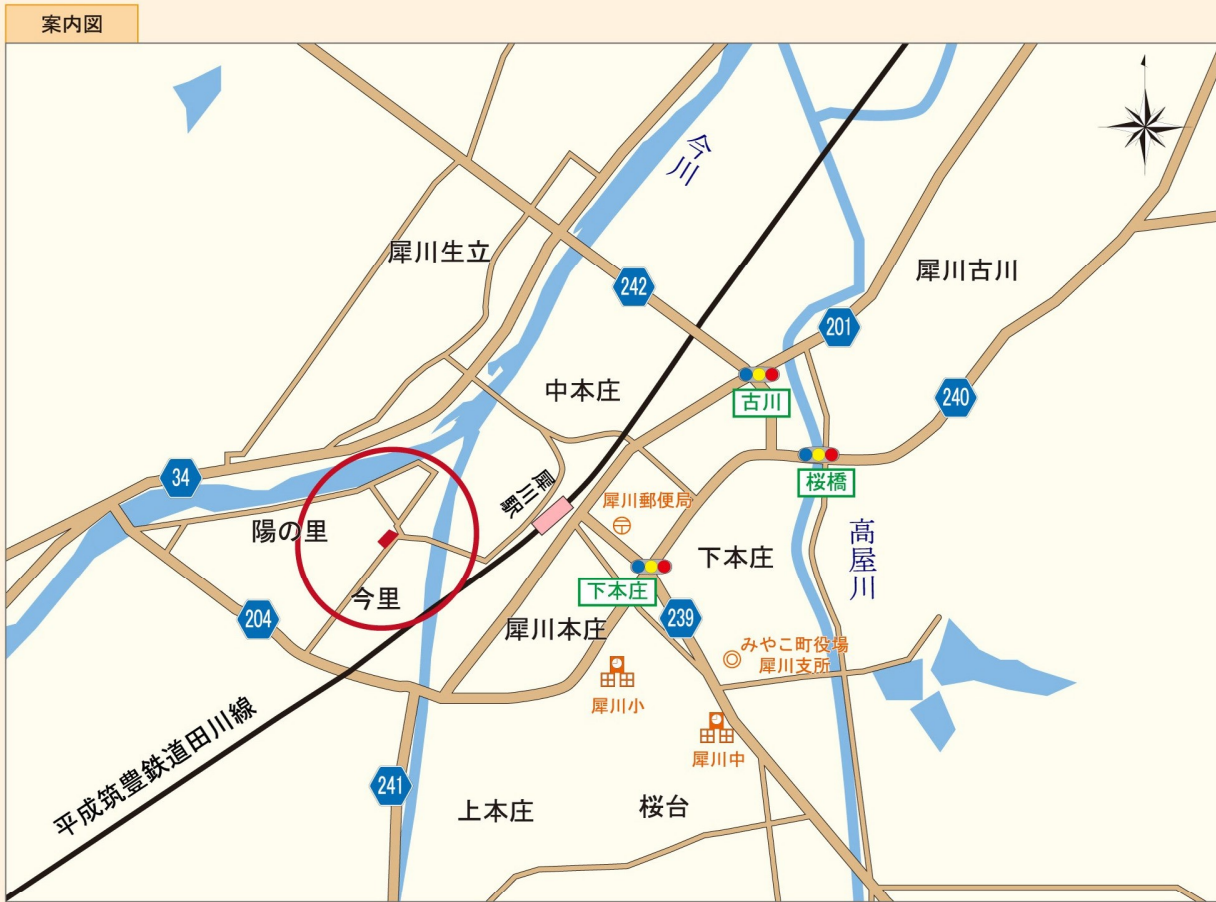 案内図
今川
犀川生立
犀川古川
242
201
中本庄
古川
240
34
桜橋
犀川駅
犀川郵便局
陽の里
高屋川
下本庄
下本庄
今里
204
239
犀川本庄
みやこ町役場
犀川支所
犀川小
平成筑豊鉄道田川線
犀川中
241
上本庄
桜台